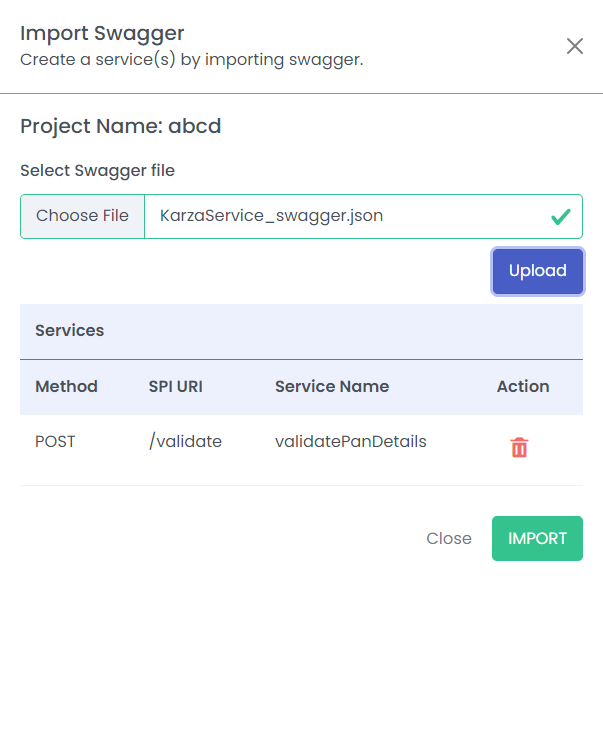 Import Swagger
Create a service(s) by importing swagger.
Project Name: abcd
Select Swagger file
Choose File KarzaService_swagger.json
Upload
Services
Method SPI URI Service Name Action
POST /validate validatePanDetails
Close IMPORT